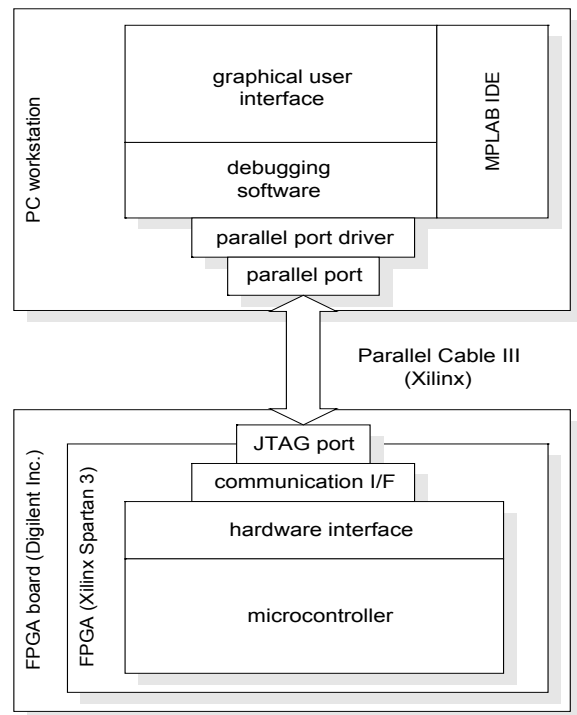 PC workstation
graphical user
interface
MPLAB IDE
debugging
software
parallel port driver
parallel port
Parallel Cable III
(Xilinx)
FPGA board (Digilent Inc.)
FPGA (Xilinx Spartan 3)
JTAG port
communication I/F
hardware interface
microcontroller